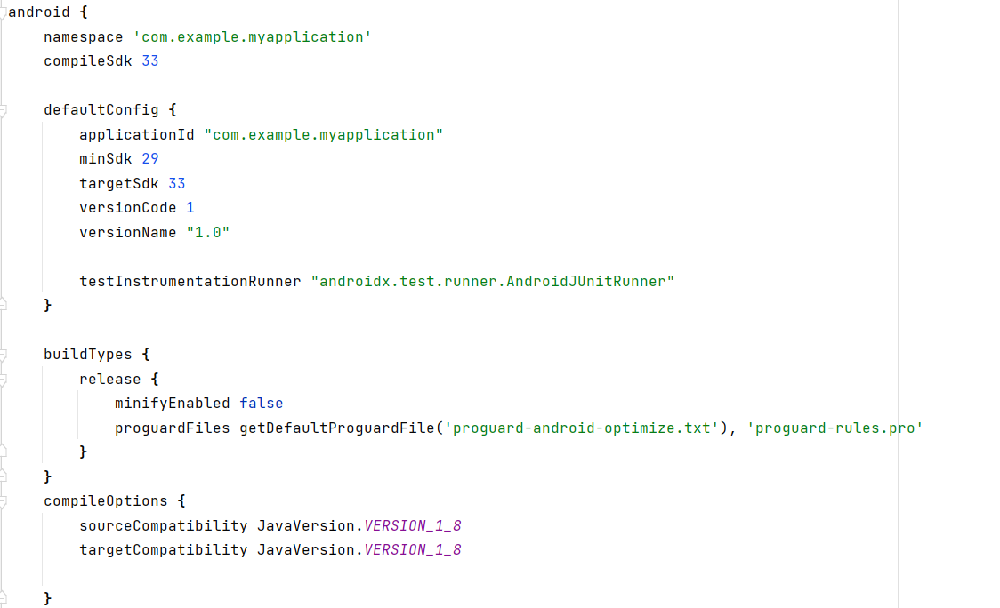 android {
    namespace 'com.example.myapplication'
    compileSdk 33

    defaultConfig {
        applicationId "com.example.myapplication"
        minSdk 29
        targetSdk 33
        versionCode 1
        versionName "1.0"

        testInstrumentationRunner "androidx.test.runner.AndroidJUnitRunner"
    }

    buildTypes {
        release {
            minifyEnabled false
            proguardFiles getDefaultProguardFile('proguard-android-optimize.txt'), 'proguard-rules.pro'
        }
    }
    compileOptions {
        sourceCompatibility JavaVersion.VERSION_1_8
        targetCompatibility JavaVersion.VERSION_1_8

    }